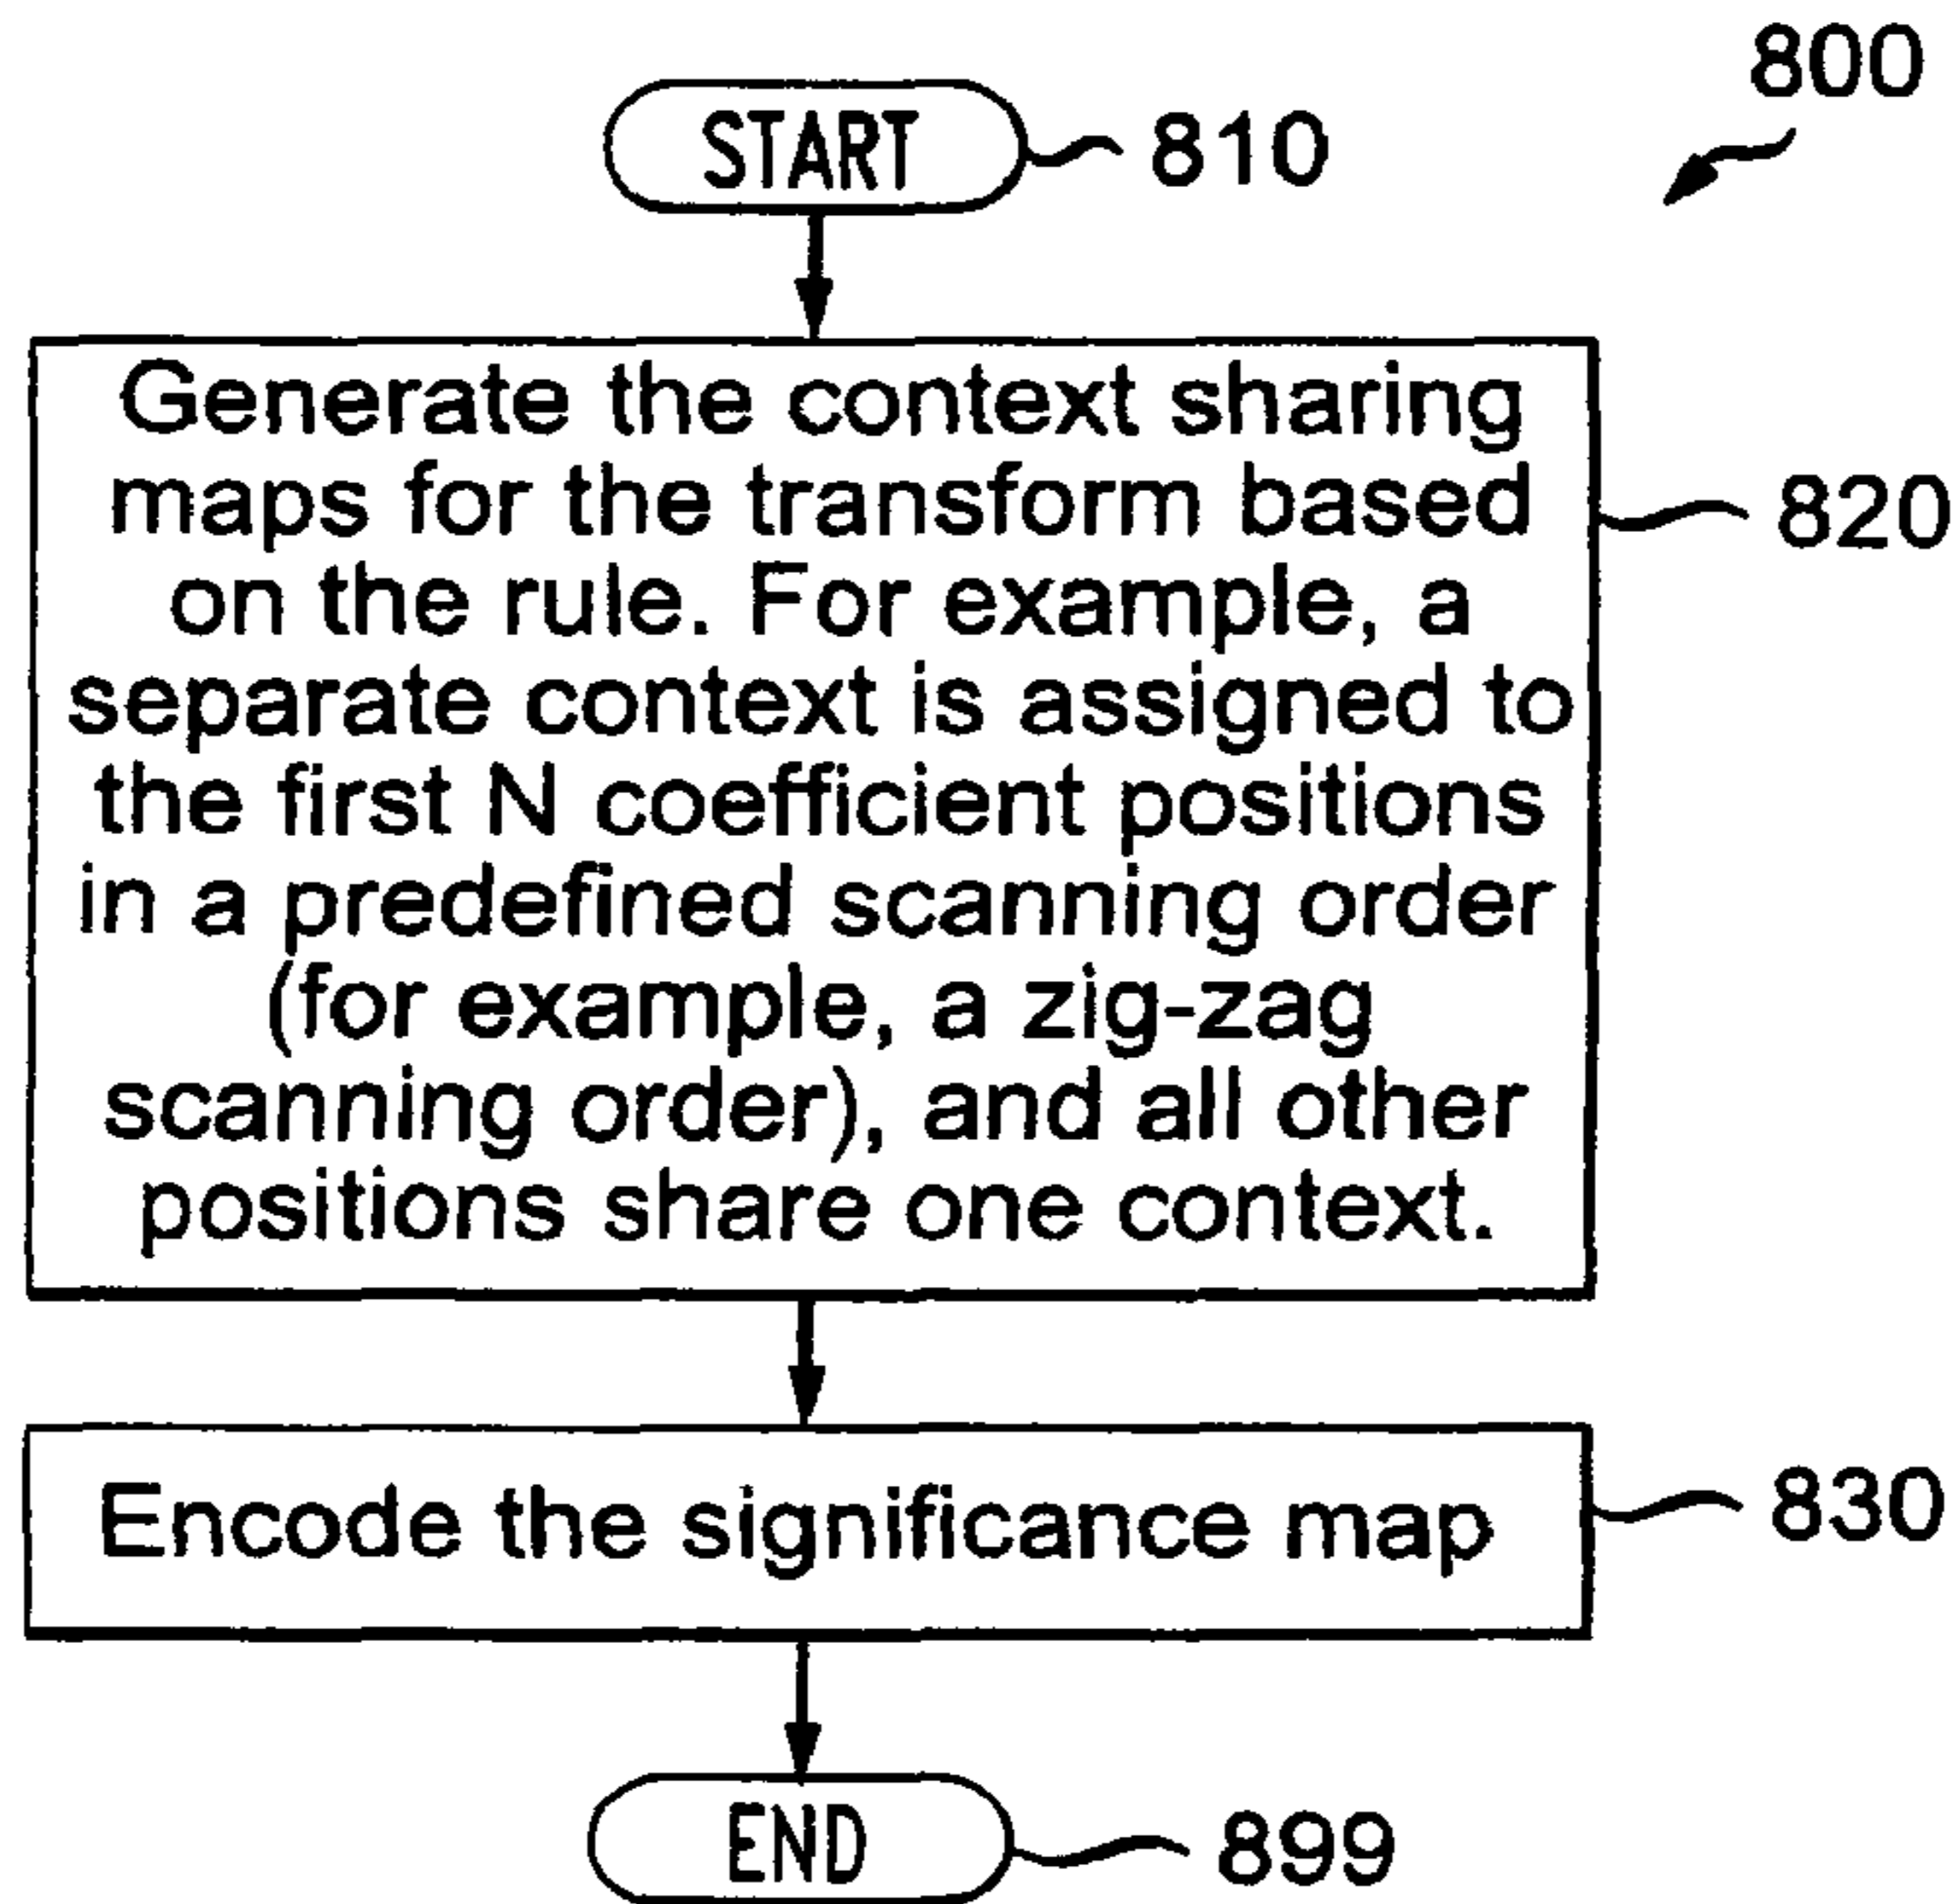 800
START
810
Generate the context sharing
maps for the transform based
on the rule. For example, a
separate context is assigned to
the first N coefficient positions
in a predefined scanning order
(for example, a zig-zag
scanning order), and all other
positions share one context.
820
Encode the significance map
830
END
899